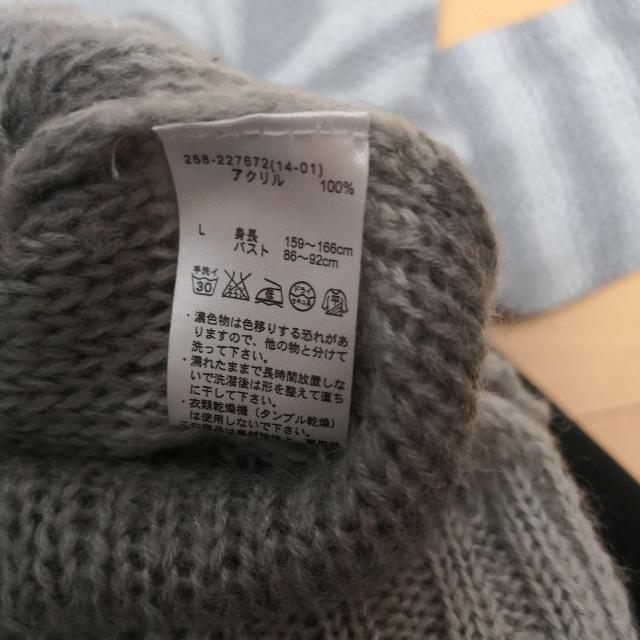 258-227672(14-01)
アクリル 100%
L 身長 159～166cm
バスト 86～92cm
手洗イ
30
・濃色物は色移りする恐れがあ
りますので、他の物と分けて
洗って下さい。
・濡れたままで長時間放置しな
いで洗濯後は形を整えて直ち
に干して下さい。
・衣類乾燥機（タンブル乾燥）
は使用しないで下さい。